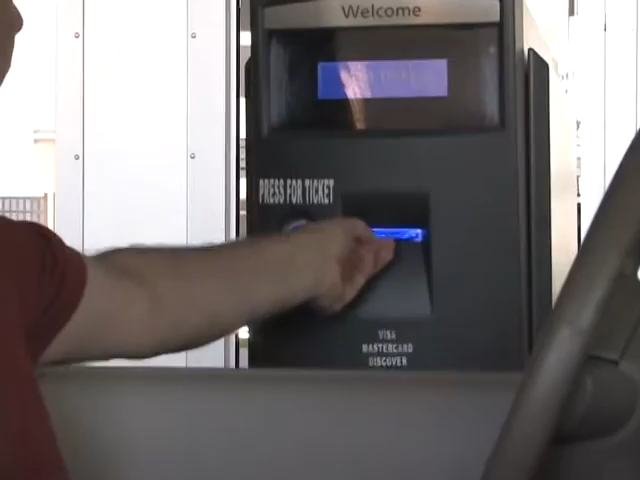 Welcome
PRESS FOR TICKET
VISA
MASTERCARD
DISCOVER